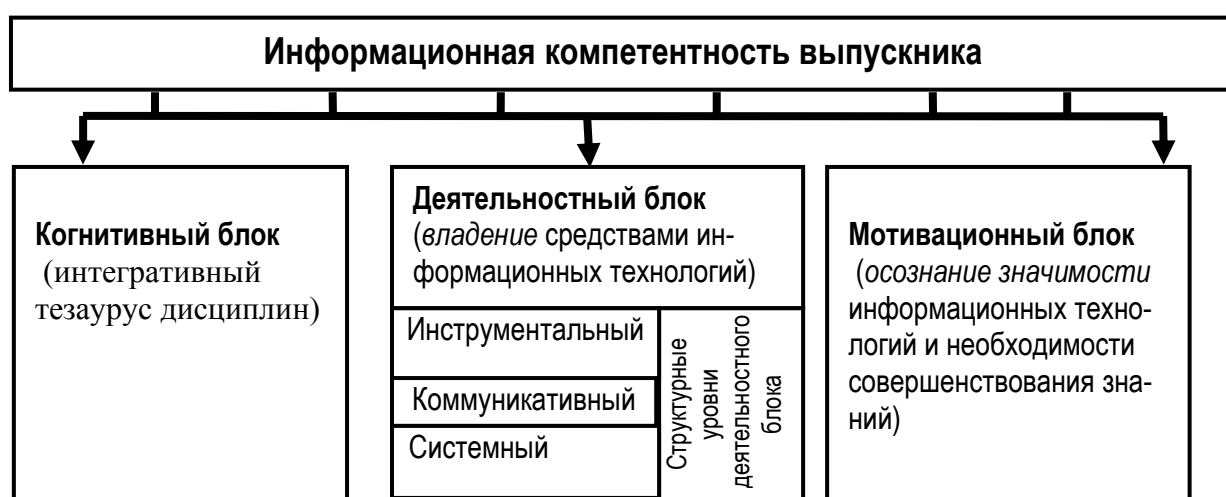 Информационная компетентность выпускника
Когнитивный блок
(интегративный
тезаурус дисциплин)
Деятельностный блок
(владение средствами ин-
формационных технологий)
Инструментальный
Коммуникативный
Системный
Структурные
уровни
деятельностного
блока
Мотивационный блок
(осознание значимости
информационных техно-
логий и необходимости
совершенствования зна-
ний)